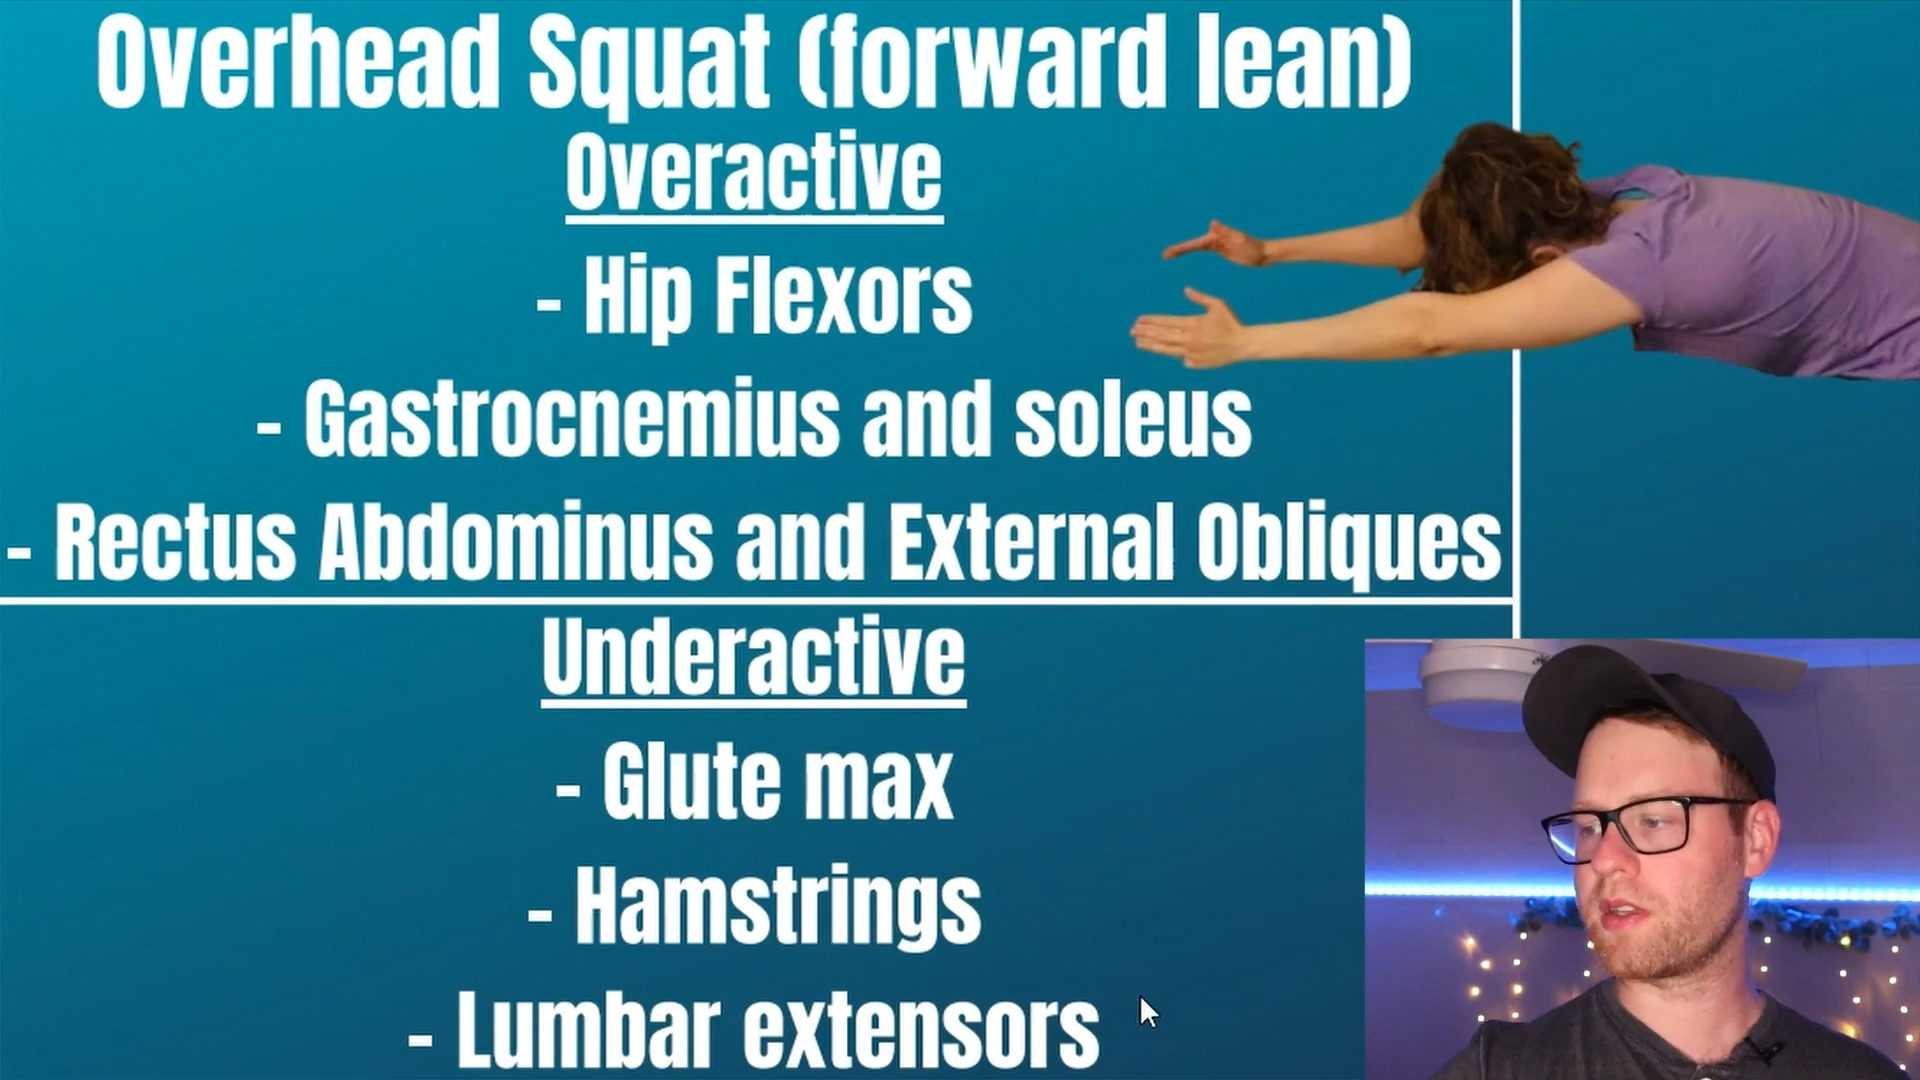 Overhead Squat (forward lean)
Overactive
- Hip Flexors
- Gastrocnemius and soleus
- Rectus Abdominus and External Obliques
Underactive
- Glute max
- Hamstrings
- Lumbar extensors